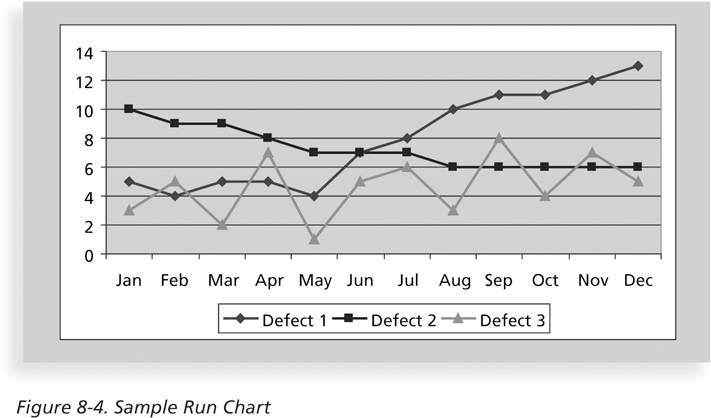 14
12
10
8
6
4
2
0
Jan Feb Mar Apr May Jun Jul Aug Sep Oct Nov Dec
Defect 1 Defect 2 Defect 3
Figure 8-4. Sample Run Chart